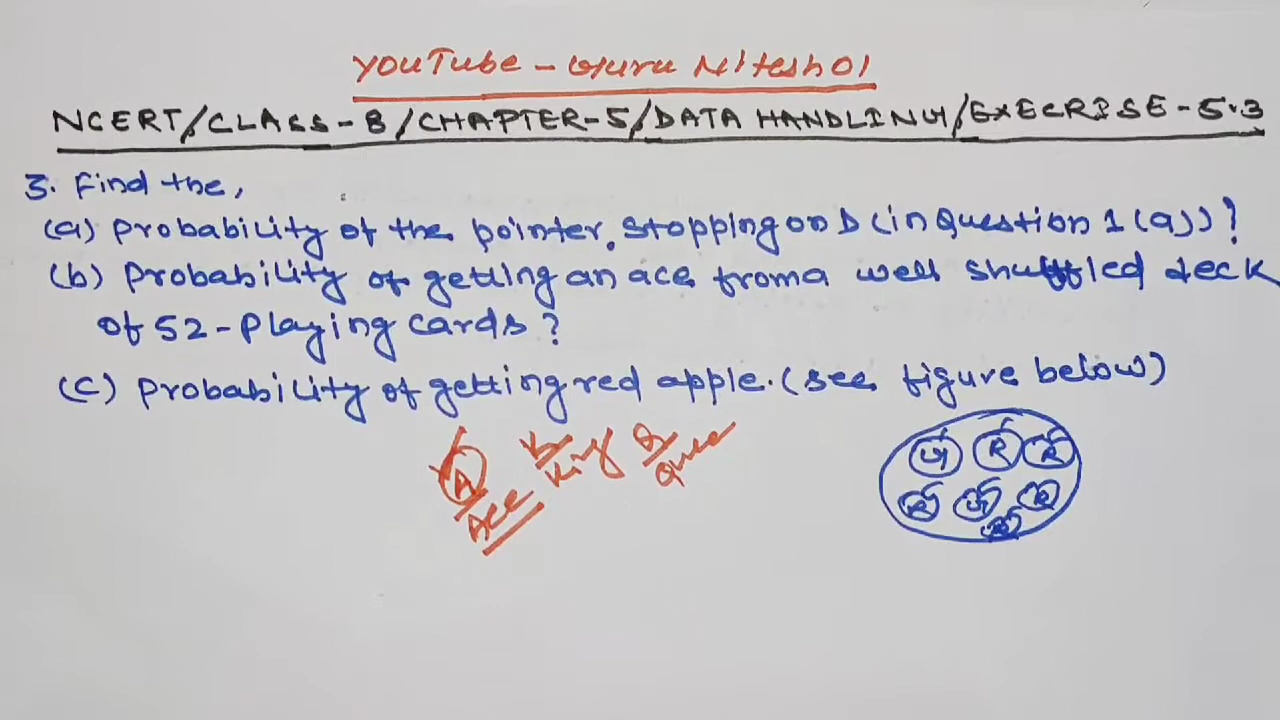 YouTube - Guru Nitesh01
NCERT/CLASS-8/CHAPTER-5/DATA HANDLING/EXECRISE-5.3
3. Find the,
(a) Probability of the pointer stopping on D (in Question 1 (a))?
(b) Probability of getting an ace from a well shuffled deck
of 52-Playing cards?
(c) Probability of getting red apple. (see figure below)
A K Q
Ace King
G R R
R G R